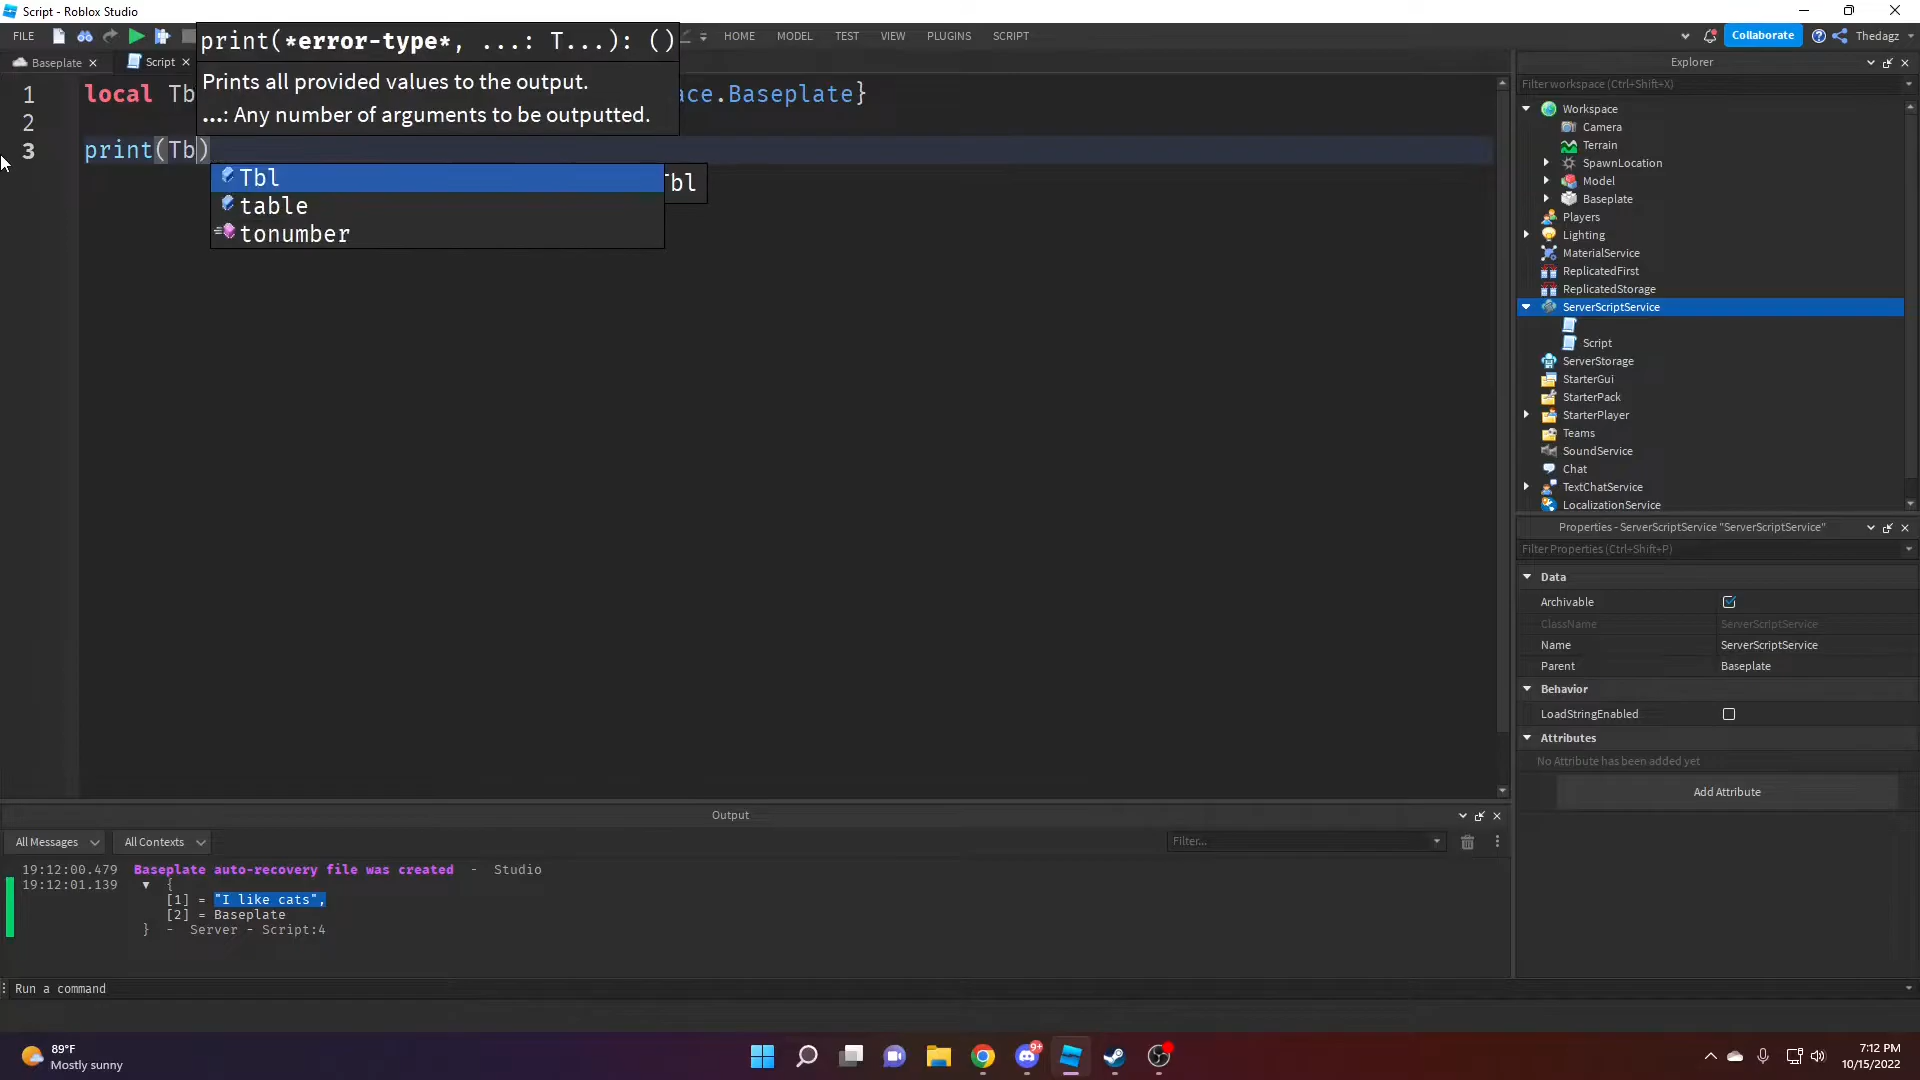 Script - Roblox Studio
FILE
HOME MODEL TEST VIEW PLUGINS SCRIPT
Collaborate
Thedagz
Baseplate
Script
print(*error-type*, ...: T...): ()
Prints all provided values to the output.
...: Any number of arguments to be outputted.
1 local Tb
ace.Baseplate}
2
3 print(Tb)
Tbl
Tbl
table
tonumber
Explorer
Filter workspace (Ctrl+Shift+X)
Workspace
Camera
Terrain
SpawnLocation
Model
Baseplate
Players
Lighting
MaterialService
ReplicatedFirst
ReplicatedStorage
ServerScriptService
Script
ServerStorage
StarterGui
StarterPack
StarterPlayer
Teams
SoundService
Chat
TextChatService
LocalizationService
Properties - ServerScriptService "ServerScriptService"
Filter Properties (Ctrl+Shift+P)
Data
Archivable
ClassName ServerScriptService
Name ServerScriptService
Parent Baseplate
Behavior
LoadStringEnabled
Attributes
No Attribute has been added yet
Add Attribute
Output
All Messages
All Contexts
Filter...
19:12:00.479 Baseplate auto-recovery file was created - Studio
19:12:01.139 ▼ {
[1] = "I like cats",
[2] = Baseplate
} - Server - Script:4
Run a command
89°F
Mostly sunny
9+
7:12 PM
10/15/2022